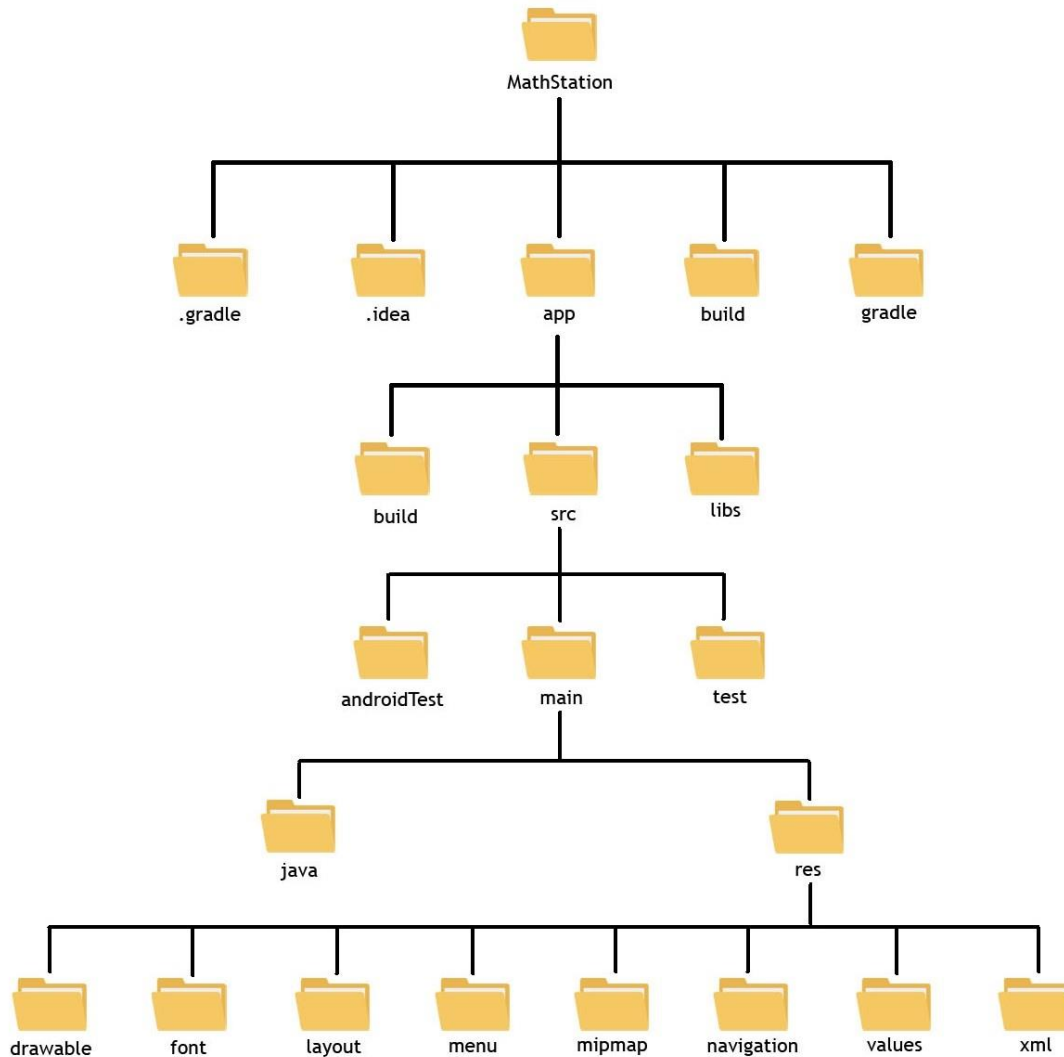 MathStation
.gradle
.idea
app
build
gradle
build
src
libs
androidTest
main
test
java
res
drawable
font
layout
menu
mipmap
navigation
values
xml